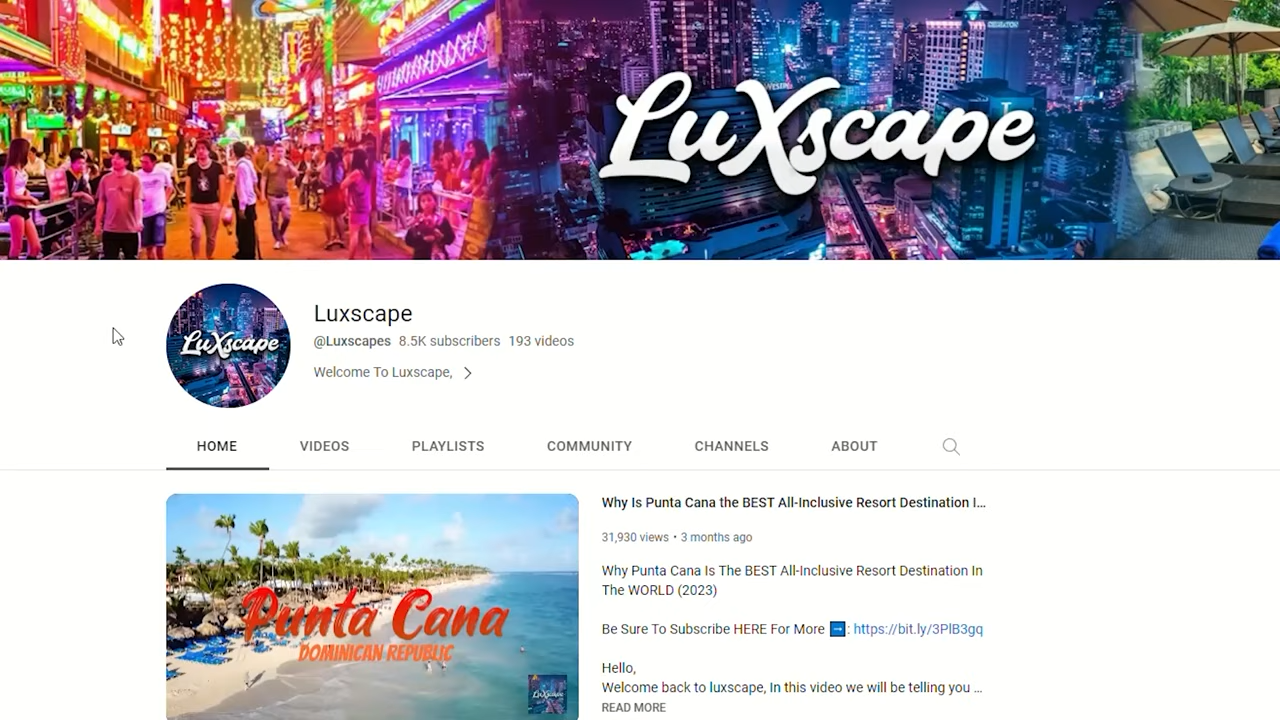 LuXscape
LuXscape
Luxscape
@Luxscapes 8.5K subscribers 193 videos
Welcome To Luxscape,
HOME VIDEOS PLAYLISTS COMMUNITY CHANNELS ABOUT
Punta Cana
DOMINICAN REPUBLIC
LuXscape
Why Is Punta Cana the BEST All-Inclusive Resort Destination I...
31,930 views • 3 months ago
Why Punta Cana Is The BEST All-Inclusive Resort Destination In
The WORLD (2023)
Be Sure To Subscribe HERE For More ➡: https://bit.ly/3PlB3gq
Hello,
Welcome back to luxscape, In this video we will be telling you ...
READ MORE